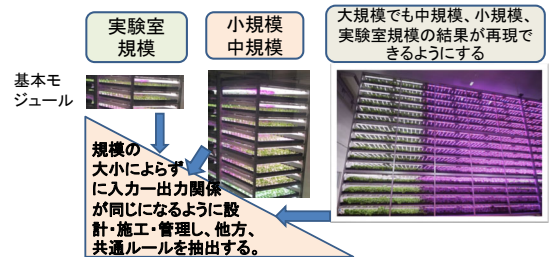 実験室
規模
小規模
中規模
大規模でも中規模、小規模、
実験室規模の結果が再現で
きるようにする
基本モ
ジュール
規模の
大小によらず
に入力ー出力関係
が同じになるように設
計・施工・管理し、他方、
共通ルールを抽出する。